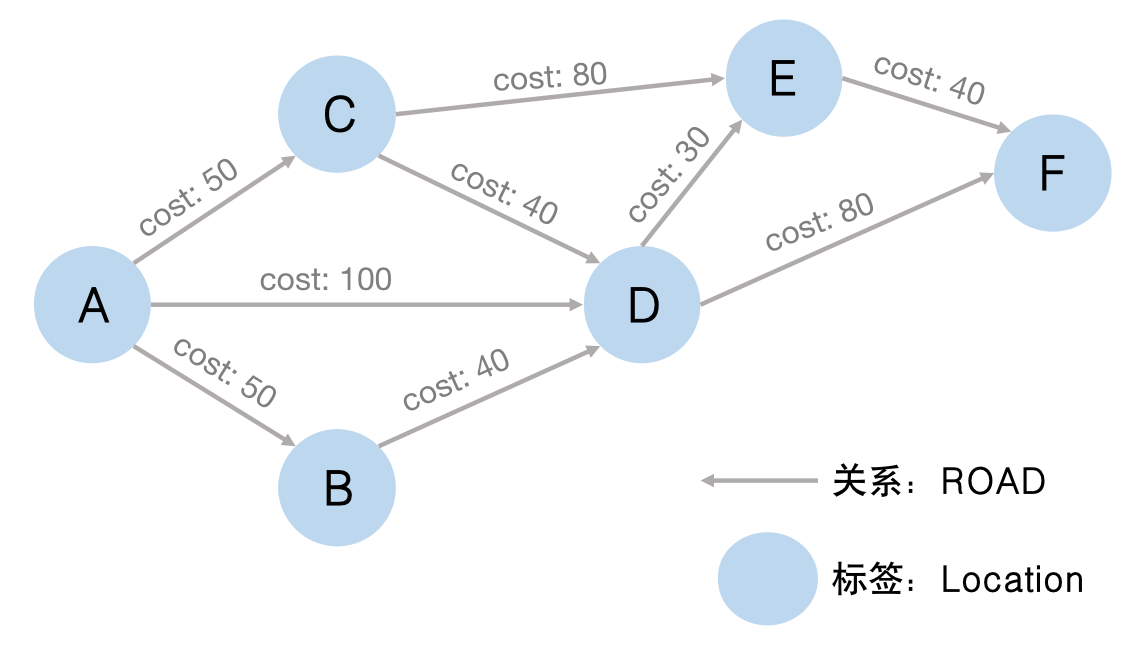 E
cost: 40
cost: 80
C
F
cost: 30
cost: 50
cost: 40
cost: 80
cost: 100
A
D
cost: 50
cost: 40
B
关系：ROAD
标签：Location